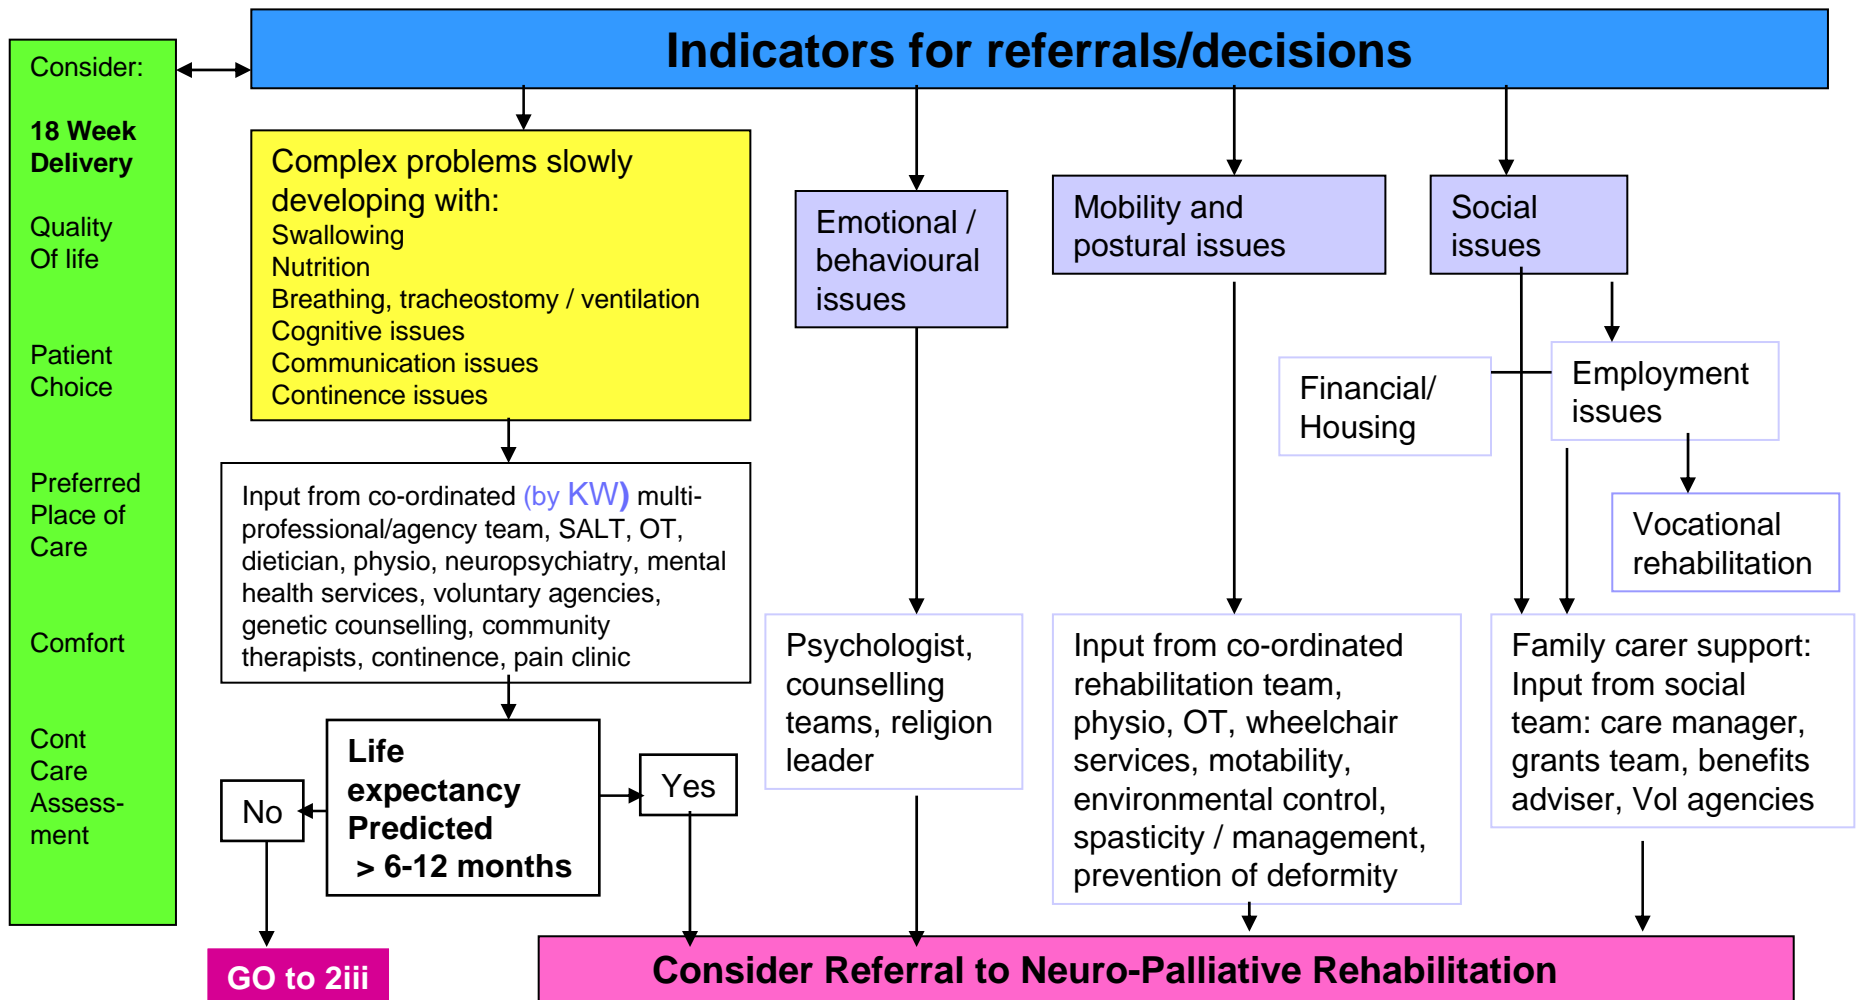 Indicators for referrals/decisions
Consider:
18 Week
Delivery
Quality
Of life
Patient
Choice
Preferred
Place of
Care
Comfort
Cont
Care
Assess-
ment
Complex problems slowly
developing with:
Swallowing
Nutrition
Breathing, tracheostomy / ventilation
Cognitive issues
Communication issues
Continence issues
Emotional /
behavioural
issues
Mobility and
postural issues
Social
issues
Financial/
Housing
Employment
issues
Vocational
rehabilitation
Input from co-ordinated (by KW) multi-
professional/agency team, SALT, OT,
dietician, physio, neuropsychiatry, mental
health services, voluntary agencies,
genetic counselling, community
therapists, continence, pain clinic
Psychologist,
counselling
teams, religion
leader
Input from co-ordinated
rehabilitation team,
physio, OT, wheelchair
services, motability,
environmental control,
spasticity / management,
prevention of deformity
Family carer support:
Input from social
team: care manager,
grants team, benefits
adviser, Vol agencies
Life
expectancy
Predicted
> 6-12 months
No
Yes
GO to 2iii
Consider Referral to Neuro-Palliative Rehabilitation